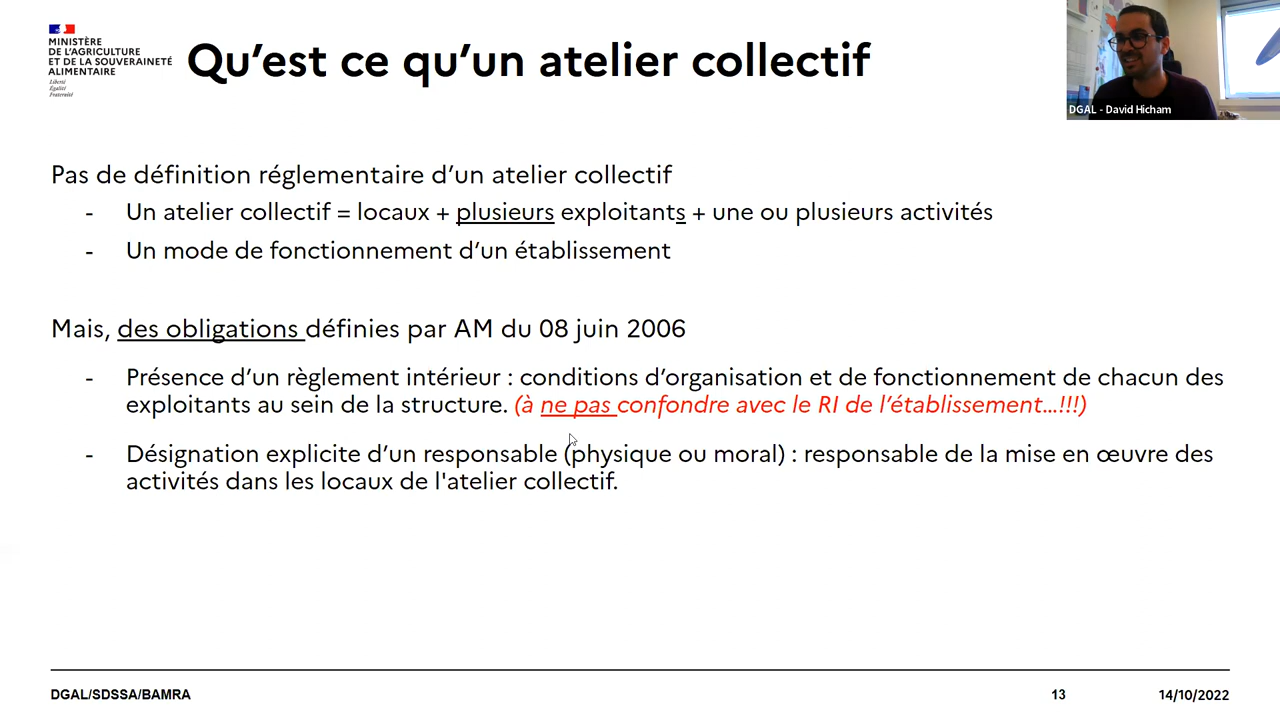 MINISTÈRE
DE L'AGRICULTURE
ET DE LA SOUVERAINETÉ
ALIMENTAIRE
Liberté
Égalité
Fraternité
Qu’est ce qu’un atelier collectif
DGAL - David Hicham
Pas de définition réglementaire d’un atelier collectif
- Un atelier collectif = locaux + plusieurs exploitants + une ou plusieurs activités
- Un mode de fonctionnement d’un établissement
Mais, des obligations définies par AM du 08 juin 2006
- Présence d’un règlement intérieur : conditions d’organisation et de fonctionnement de chacun des
exploitants au sein de la structure. (à ne pas confondre avec le RI de l’établissement...!!!)
- Désignation explicite d’un responsable (physique ou moral) : responsable de la mise en œuvre des
activités dans les locaux de l'atelier collectif.
DGAL/SDSSA/BAMRA
13
14/10/2022